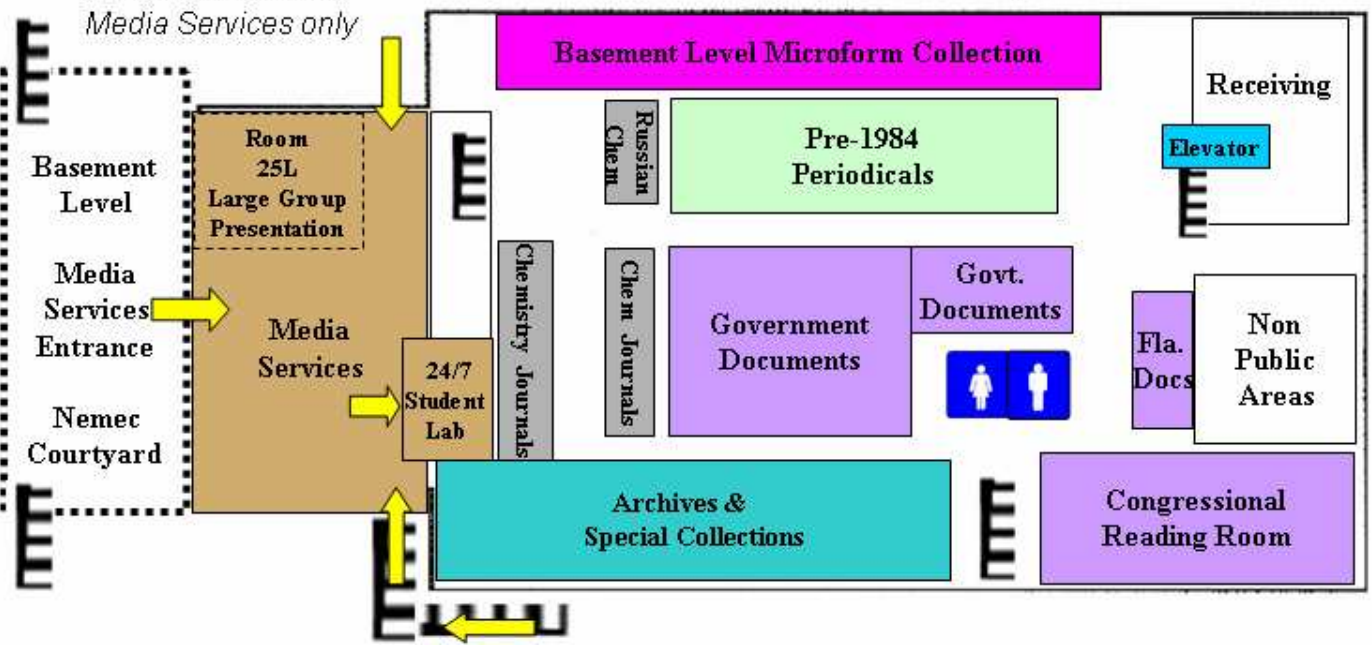 Media Services only
Basement Level Microform Collection
Receiving
Room
25L
Large Group
Presentation
Russian
Chem
Pre-1984
Periodicals
Elevator
Basement
Level
Media
Services
Entrance
Nemec
Courtyard
Media
Services
24/7
Student
Lab
Chemistry Journals
Chem Journals
Government
Documents
Govt.
Documents
Fla.
Docs
Non
Public
Areas
Archives &
Special Collections
Congressional
Reading Room